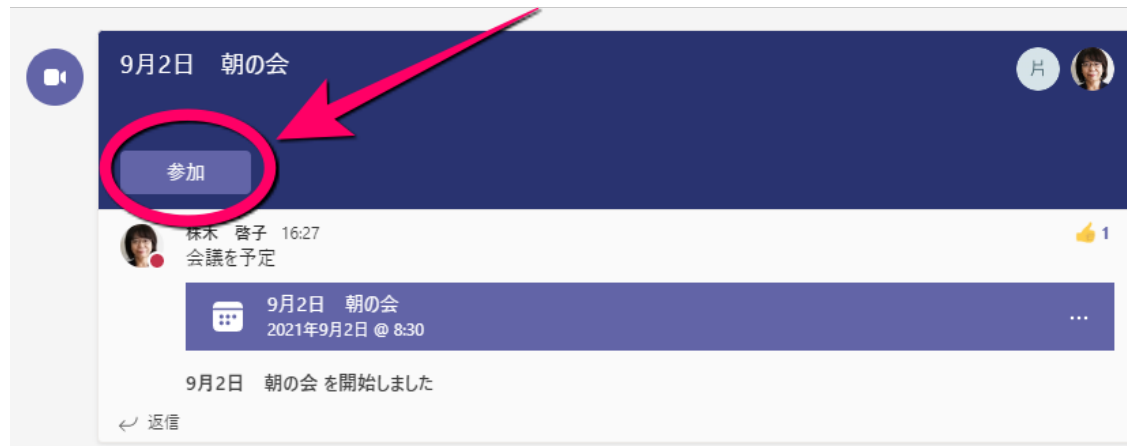 9月2日 朝の会
片
参加
株木 啓子 16:27
👍 1
会議を予定
9月2日 朝の会
2021年9月2日 @ 8:30
9月2日 朝の会 を開始しました
返信